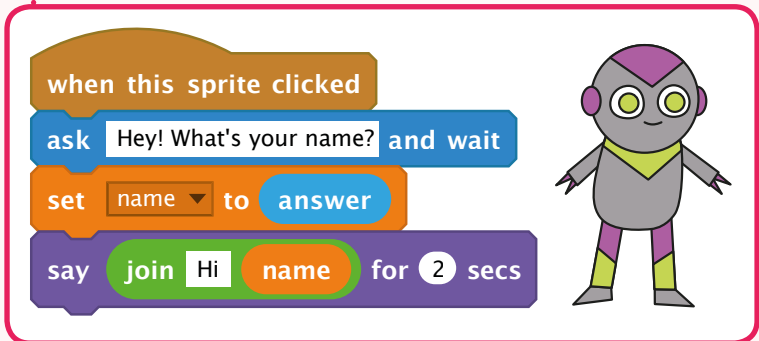 when this sprite clicked
ask Hey! What's your name? and wait
set name to answer
say join Hi name for 2 secs